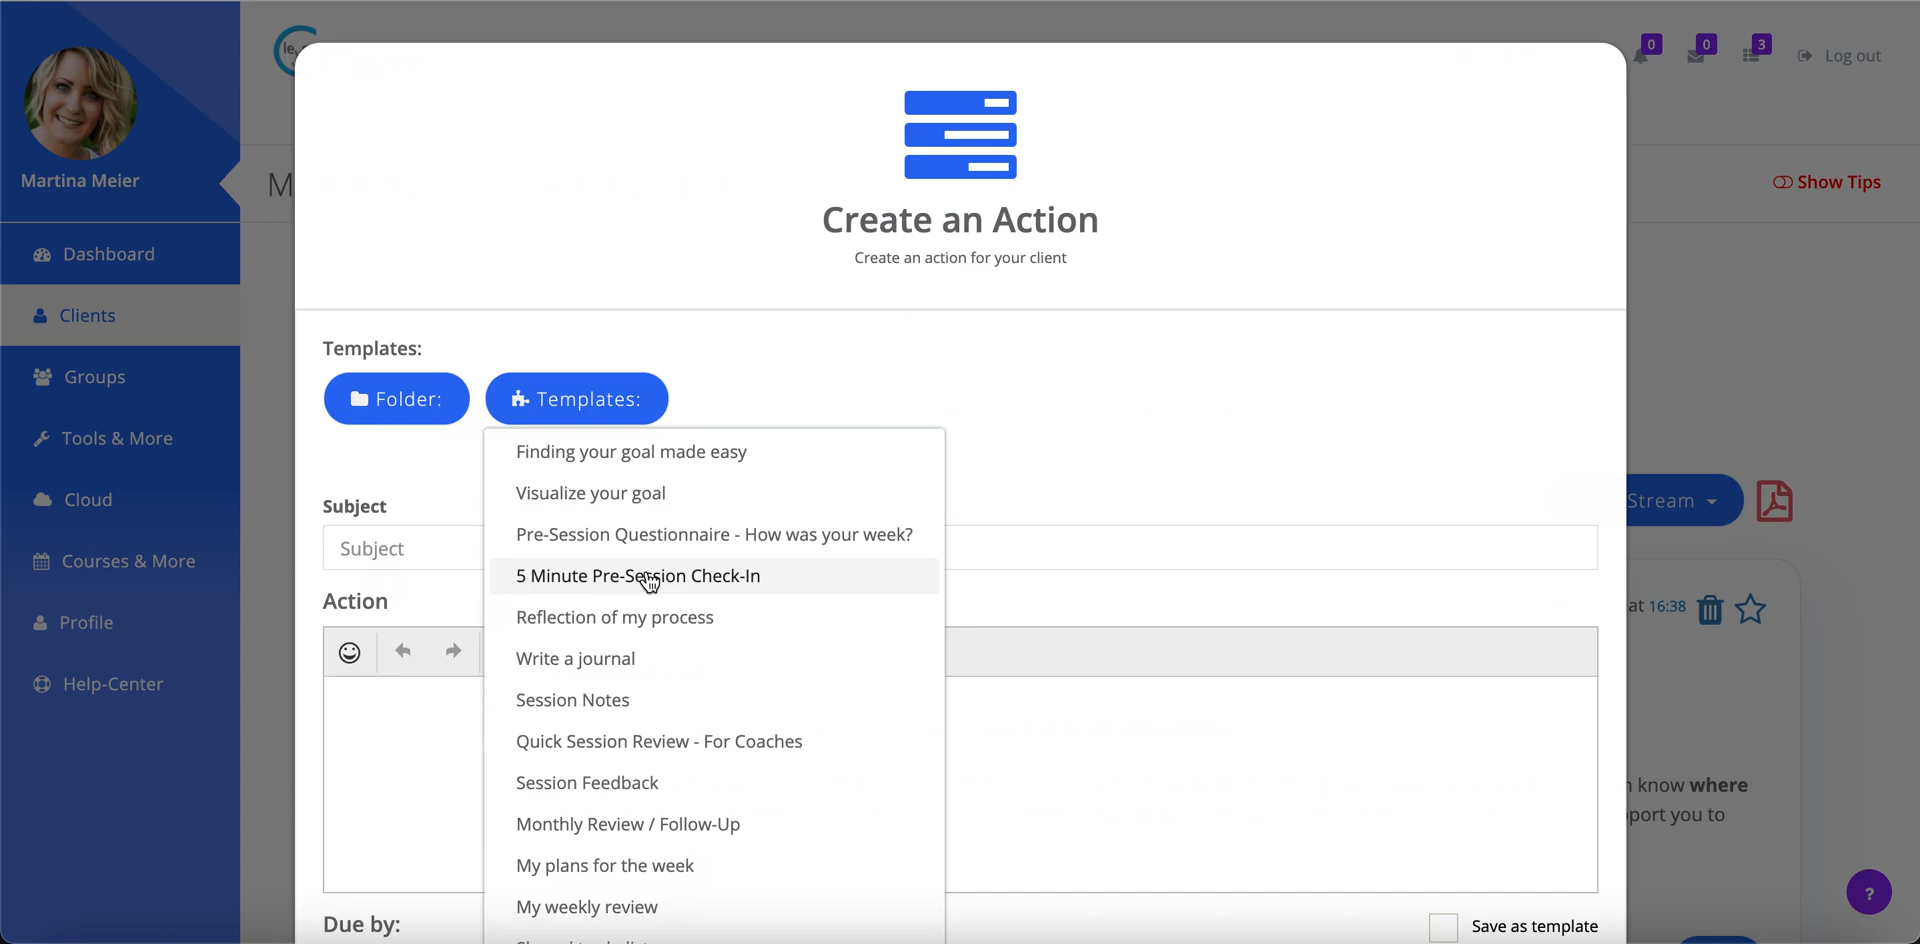 Martina Meier
Dashboard
Clients
Groups
Tools & More
Cloud
Courses & More
Profile
Help-Center
0
0
3
Log out
Show Tips
Create an Action
Create an action for your client
Templates:
Folder:
Templates:
Finding your goal made easy
Visualize your goal
Pre-Session Questionnaire - How was your week?
5 Minute Pre-Session Check-In
Reflection of my process
Write a journal
Session Notes
Quick Session Review - For Coaches
Session Feedback
Monthly Review / Follow-Up
My plans for the week
My weekly review
Subject
Subject
Action
Due by:
Save as template
Stream
at 16:38
know where
port you to
?